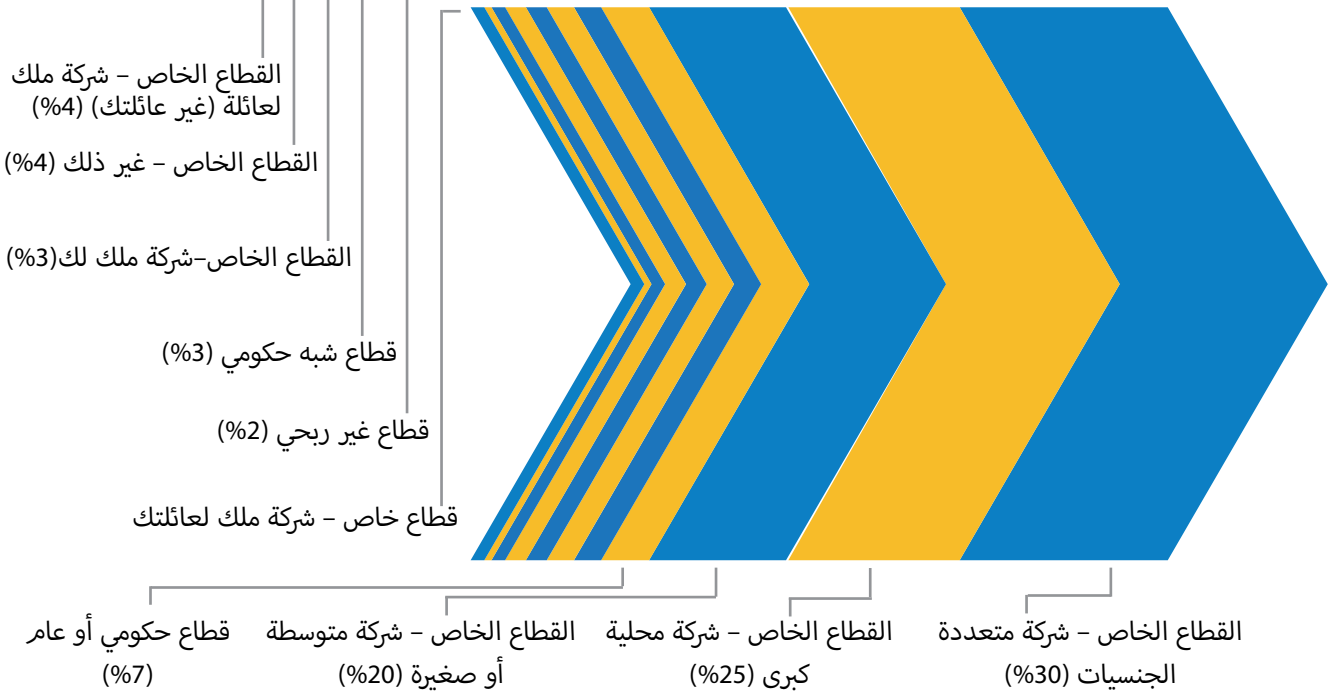 القطاع الخاص – شركة ملك
لعائلة (غير عائلتك) (4%)
القطاع الخاص – غير ذلك (4%)
القطاع الخاص–شركة ملك لك(3%)
قطاع شبه حكومي (3%)
قطاع غير ربحي (2%)
قطاع خاص – شركة ملك لعائلتك
القطاع الخاص – شركة متعددة
الجنسيات (30%)
القطاع الخاص – شركة محلية
كبرى (25%)
القطاع الخاص – شركة متوسطة
أو صغيرة (20%)
قطاع حكومي أو عام
(7%)